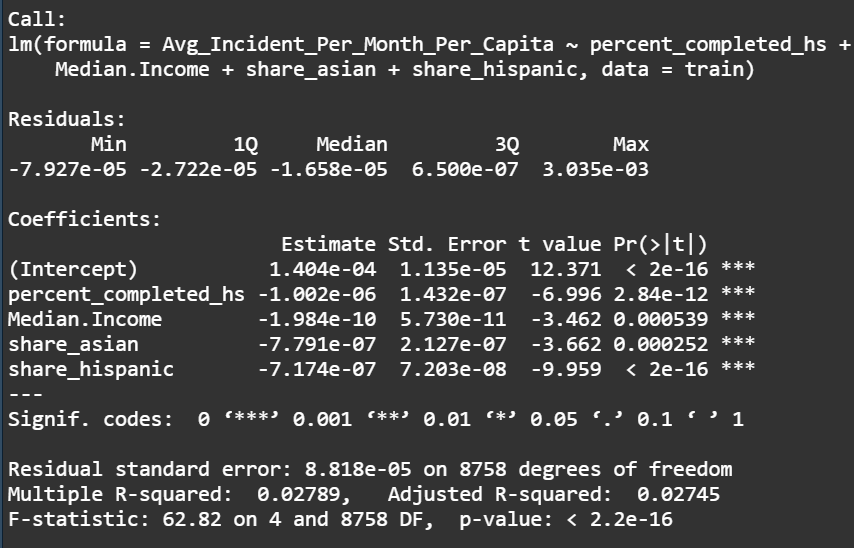 Call:
lm(formula = Avg_Incident_Per_Month_Per_Capita ~ percent_completed_hs +
    Median.Income + share_asian + share_hispanic, data = train)

Residuals:
       Min         1Q     Median         3Q        Max
-7.927e-05 -2.722e-05 -1.658e-05  6.500e-07  3.035e-03

Coefficients:
                       Estimate Std. Error t value Pr(>|t|)
(Intercept)           1.404e-04  1.135e-05  12.371  < 2e-16 ***
percent_completed_hs -1.002e-06  1.432e-07  -6.996 2.84e-12 ***
Median.Income        -1.984e-10  5.730e-11  -3.462 0.000539 ***
share_asian          -7.791e-07  2.127e-07  -3.662 0.000252 ***
share_hispanic       -7.174e-07  7.203e-08  -9.959  < 2e-16 ***
---
Signif. codes:  0 ‘***’ 0.001 ‘**’ 0.01 ‘*’ 0.05 ‘.’ 0.1 ‘ ’ 1

Residual standard error: 8.818e-05 on 8758 degrees of freedom
Multiple R-squared:  0.02789,	Adjusted R-squared:  0.02745
F-statistic: 62.82 on 4 and 8758 DF,  p-value: < 2.2e-16